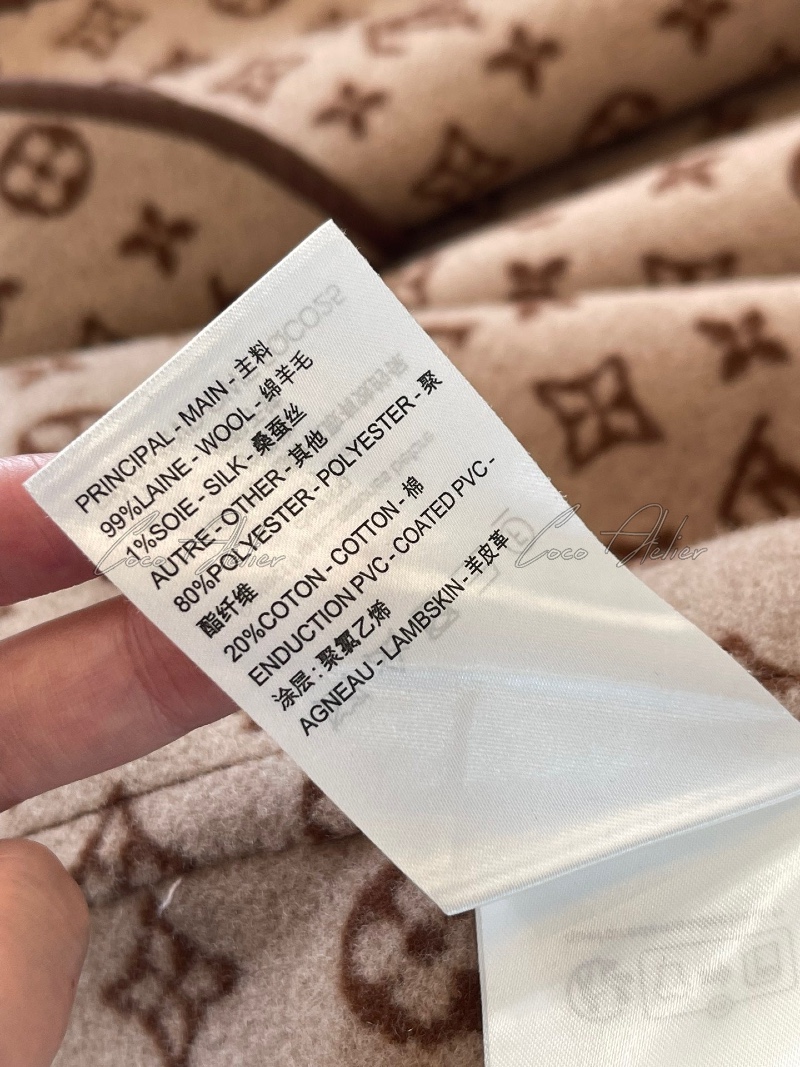 PRINCIPAL - MAIN - 主料
99%LAINE - WOOL - 绵羊毛
1%SOIE - SILK - 桑蚕丝
AUTRE - OTHER - 其他
80%POLYESTER - POLYESTER - 聚
酯纤维
20%COTON - COTTON - 棉
ENDUCTION PVC - COATED PVC -
涂层: 聚氯乙烯
AGNEAU - LAMBSKIN - 羊皮革
Coco Atelier
Coco Atelier